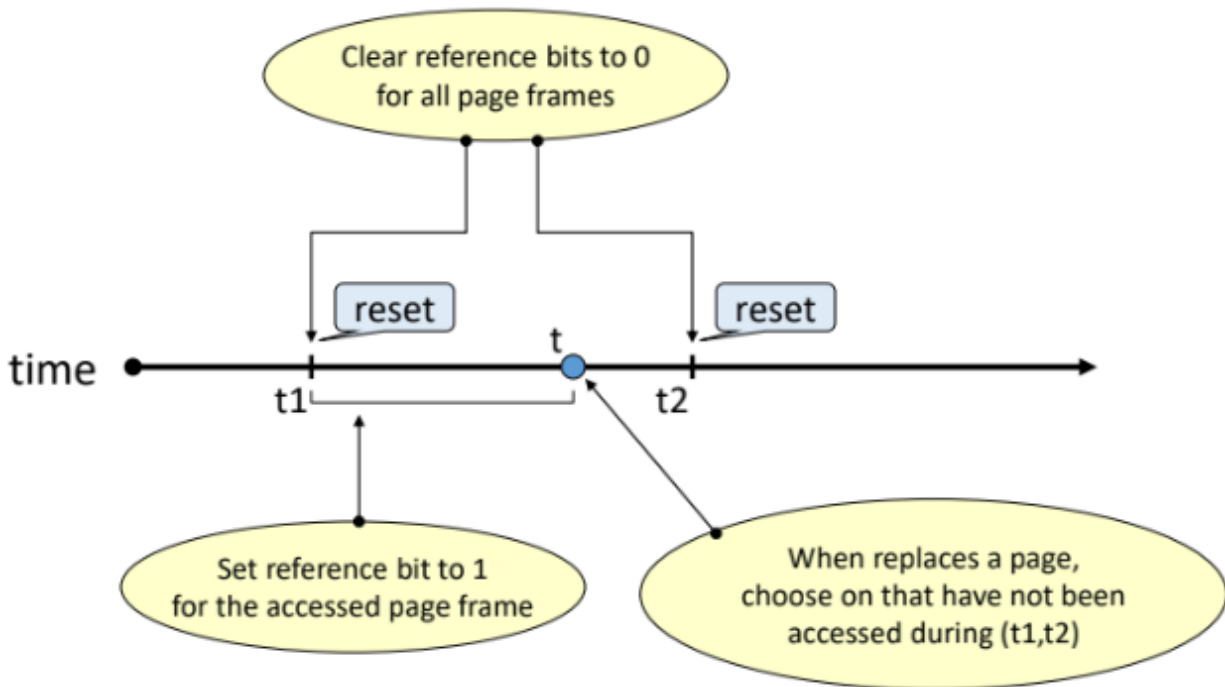 Clear reference bits to 0
for all page frames
reset
reset
t
time
t1
t2
Set reference bit to 1
for the accessed page frame
When replaces a page,
choose on that have not been
accessed during (t1,t2)